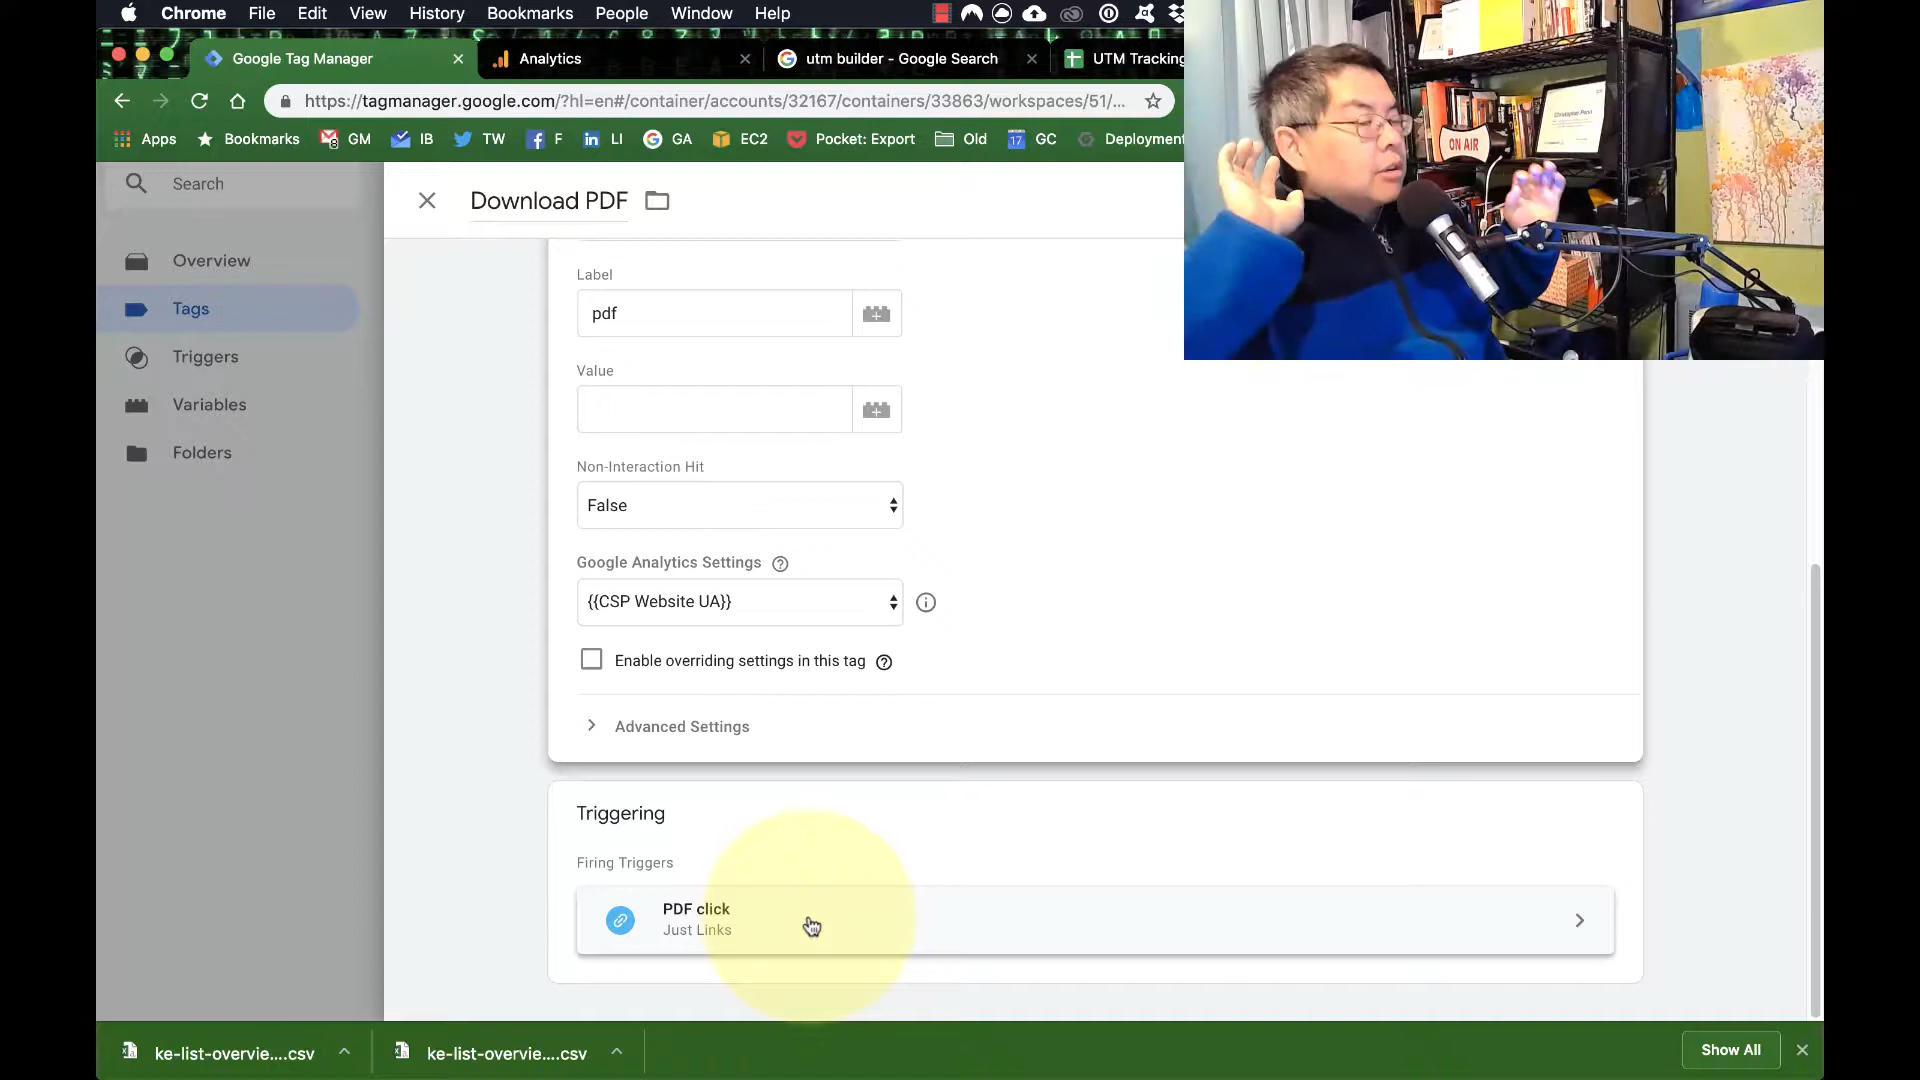 Chrome File Edit View History Bookmarks People Window Help
Google Tag Manager
Analytics
utm builder - Google Search
UTM Tracking
https://tagmanager.google.com/?hl=en#/container/accounts/32167/containers/33863/workspaces/51/...
Apps Bookmarks GM IB TW F LI GA EC2 Pocket: Export Old 17 GC Deployment
ON AIR
Christopher Penn
Search
Download PDF
Overview
Tags
Triggers
Variables
Folders
Label
pdf
Value
Non-Interaction Hit
False
Google Analytics Settings
{{CSP Website UA}}
Enable overriding settings in this tag
Advanced Settings
Triggering
Firing Triggers
PDF click
Just Links
ke-list-overvie....csv
ke-list-overvie....csv
Show All